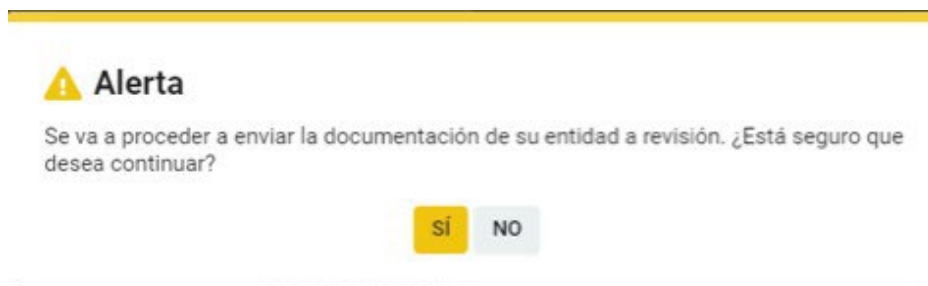 Alerta
Se va a proceder a enviar la documentación de su entidad a revisión. ¿Está seguro que
desea continuar?
SÍ NO